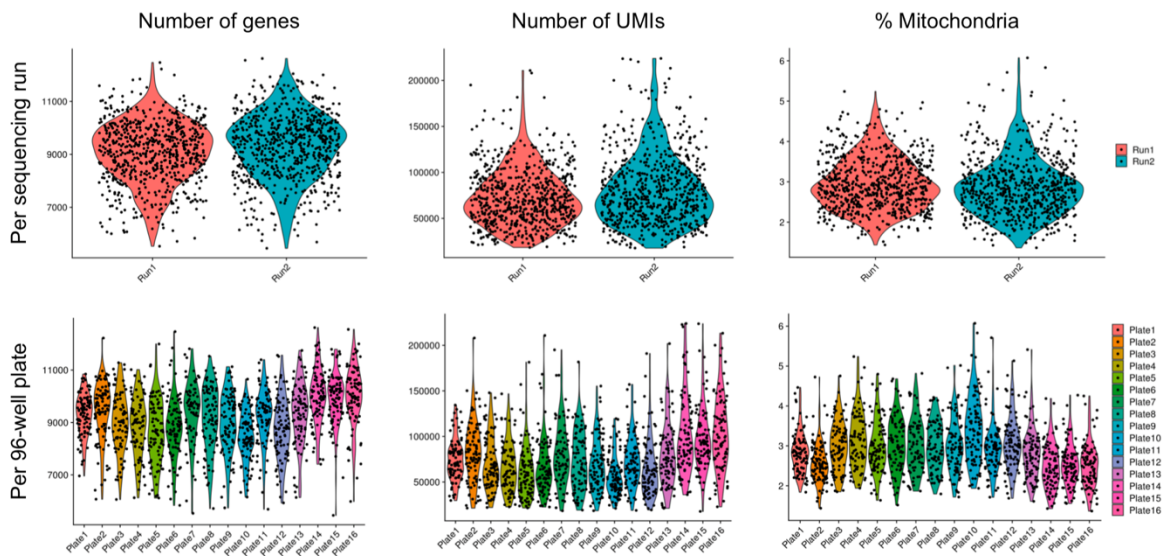 Number of genes
Number of UMIs
% Mitochondria
Per sequencing run
11000
9000
7000
Run1
Run2
200000
150000
100000
50000
Run1
Run2
6
5
4
3
2
Run1
Run2
Run1
Run2
Per 96-well plate
11000
9000
7000
Plate1
Plate2
Plate3
Plate4
Plate5
Plate6
Plate7
Plate8
Plate9
Plate10
Plate11
Plate12
Plate13
Plate14
Plate15
Plate16
200000
150000
100000
50000
Plate1
Plate2
Plate3
Plate4
Plate5
Plate6
Plate7
Plate8
Plate9
Plate10
Plate11
Plate12
Plate13
Plate14
Plate15
Plate16
6
5
4
3
2
Plate1
Plate2
Plate3
Plate4
Plate5
Plate6
Plate7
Plate8
Plate9
Plate10
Plate11
Plate12
Plate13
Plate14
Plate15
Plate16
Plate1
Plate2
Plate3
Plate4
Plate5
Plate6
Plate7
Plate8
Plate9
Plate10
Plate11
Plate12
Plate13
Plate14
Plate15
Plate16